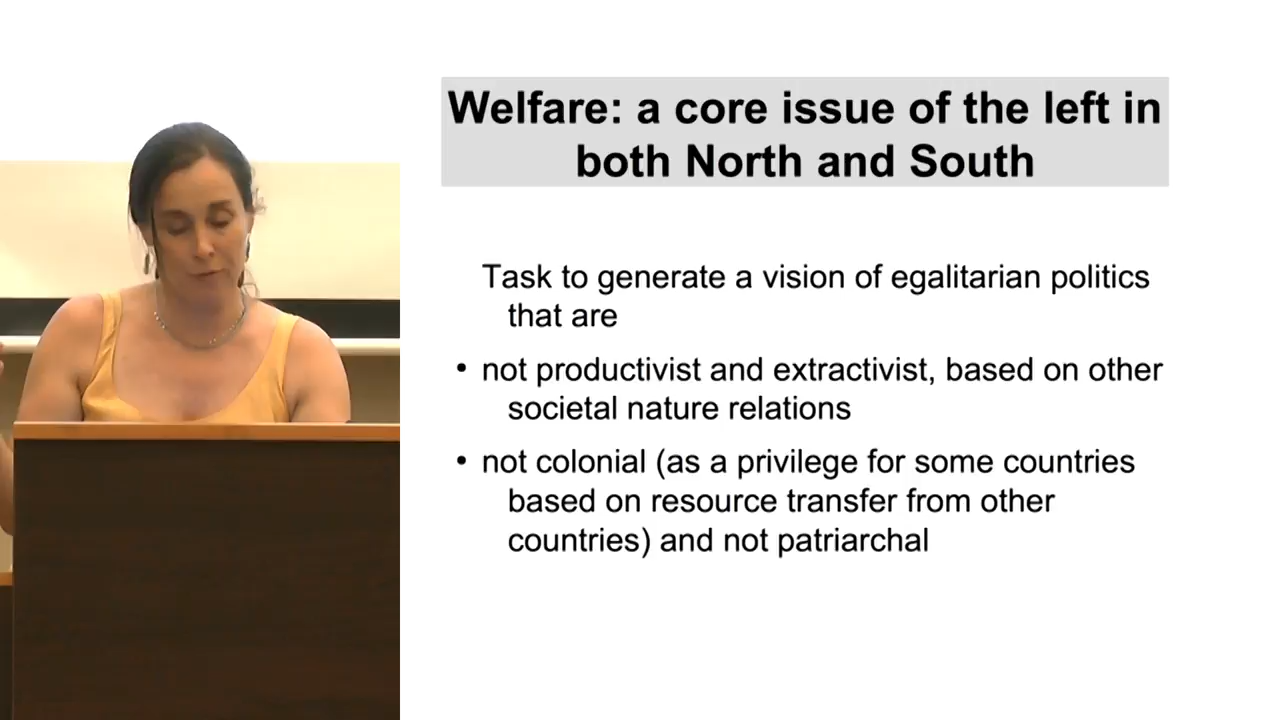 Welfare: a core issue of the left in
both North and South
Task to generate a vision of egalitarian politics
that are
• not productivist and extractivist, based on other
societal nature relations
• not colonial (as a privilege for some countries
based on resource transfer from other
countries) and not patriarchal